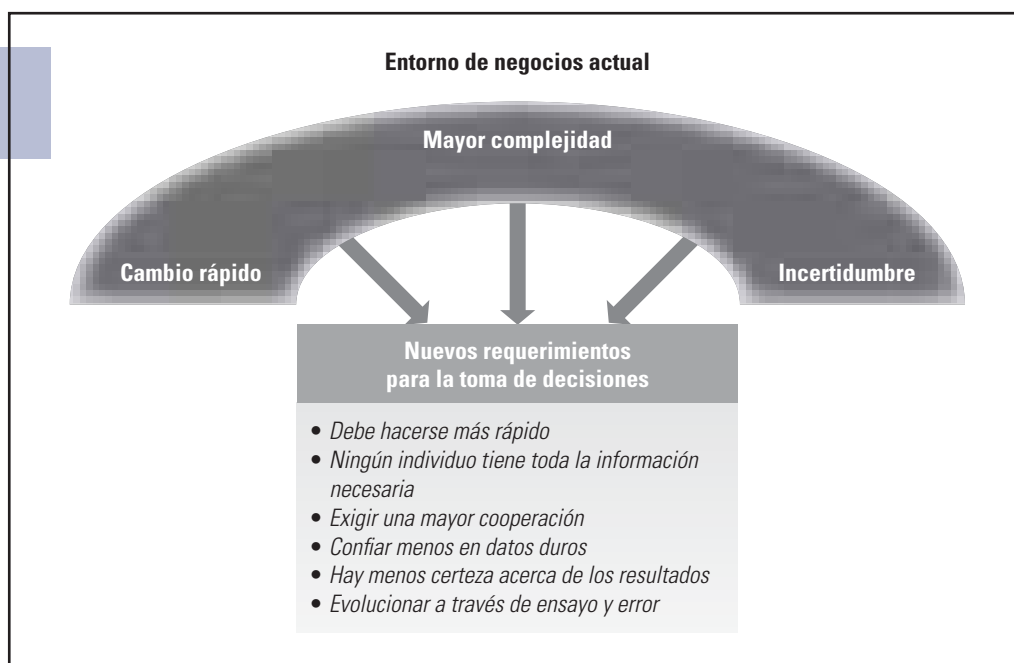 Entorno de negocios actual
Mayor complejidad
Cambio rápido
Incertidumbre
Nuevos requerimientos
para la toma de decisiones
• Debe hacerse más rápido
• Ningún individuo tiene toda la información
necesaria
• Exigir una mayor cooperación
• Confiar menos en datos duros
• Hay menos certeza acerca de los resultados
• Evolucionar a través de ensayo y error